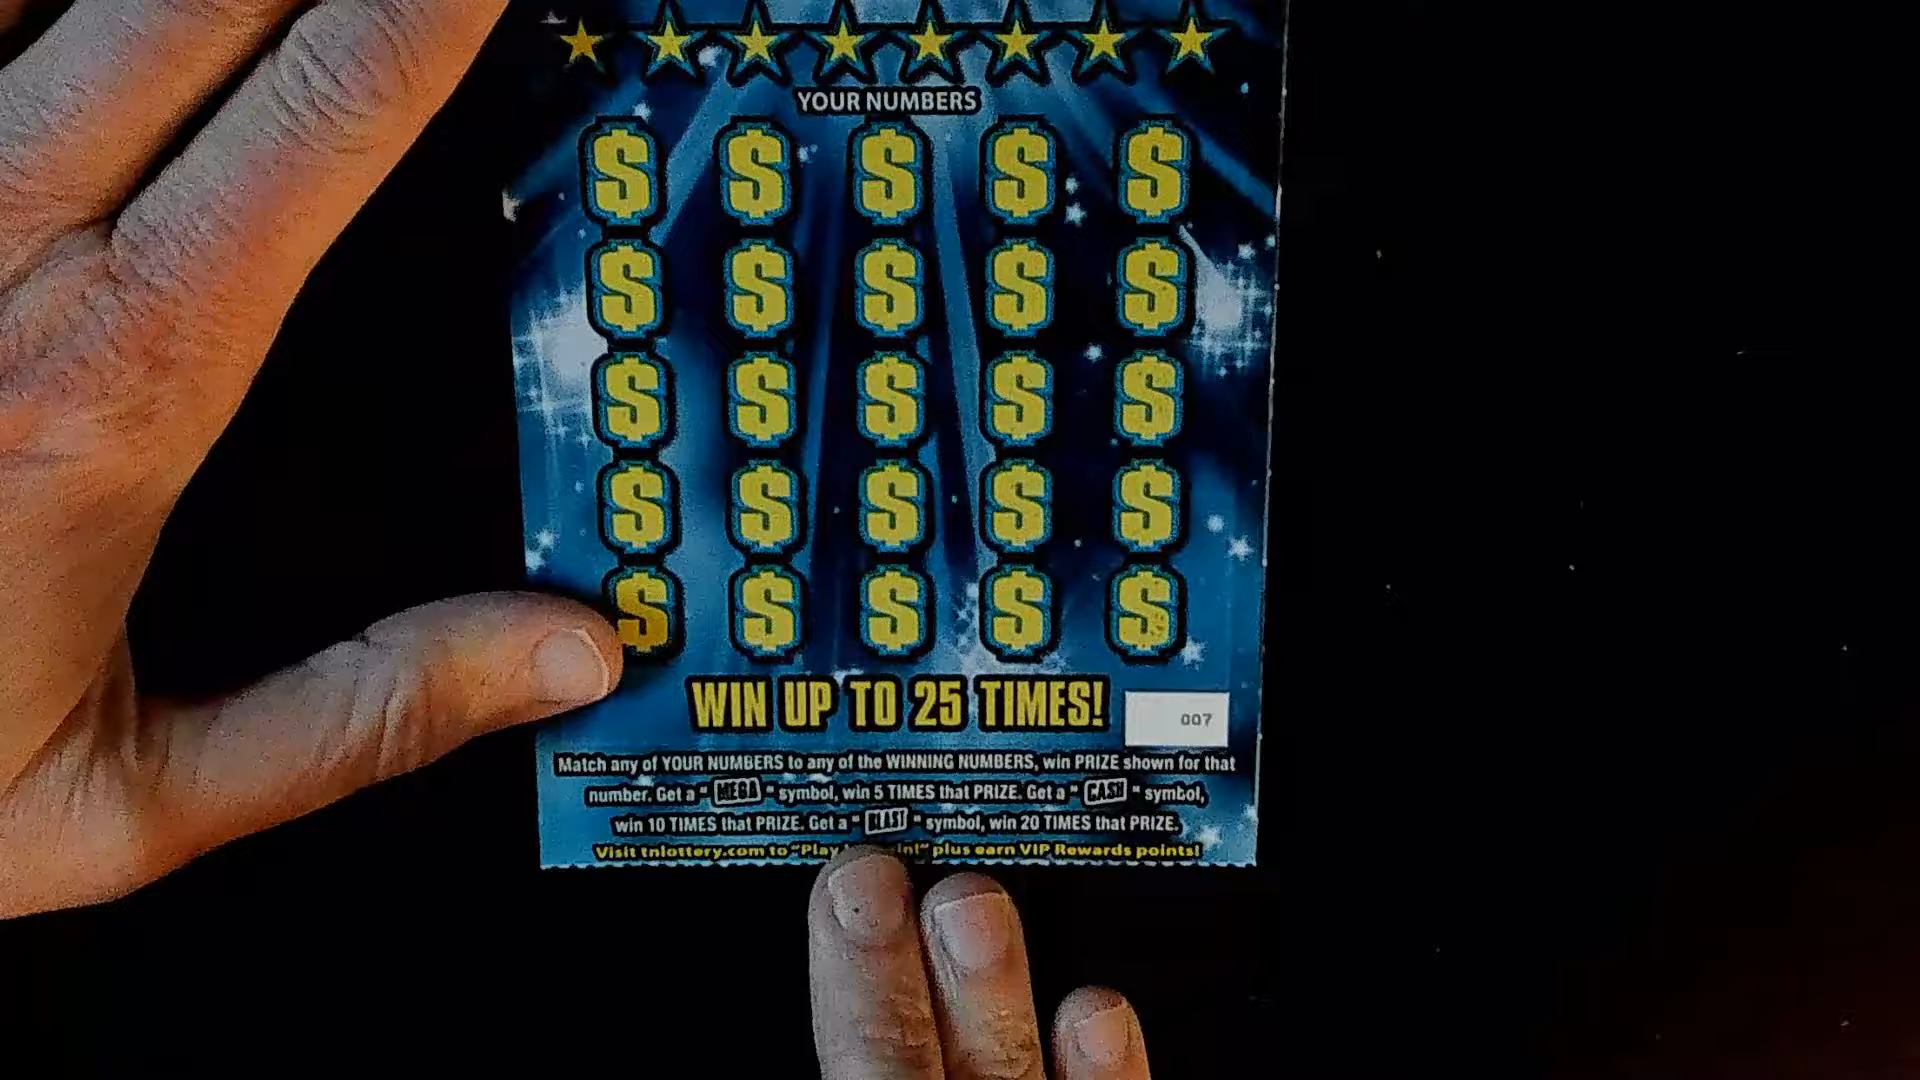 YOUR NUMBERS
$ $ $ $ $
$ $ $ $ $
$ $ $ $ $
$ $ $ $ $
$ $ $ $ $
WIN UP TO 25 TIMES!
007
Match any of YOUR NUMBERS to any of the WINNING NUMBERS, win PRIZE shown for that
number. Get a " MEGA " symbol, win 5 TIMES that PRIZE. Get a " CASH " symbol,
win 10 TIMES that PRIZE. Get a " BLAST " symbol, win 20 TIMES that PRIZE.
Visit tnlottery.com to "Play plus earn VIP Rewards points!